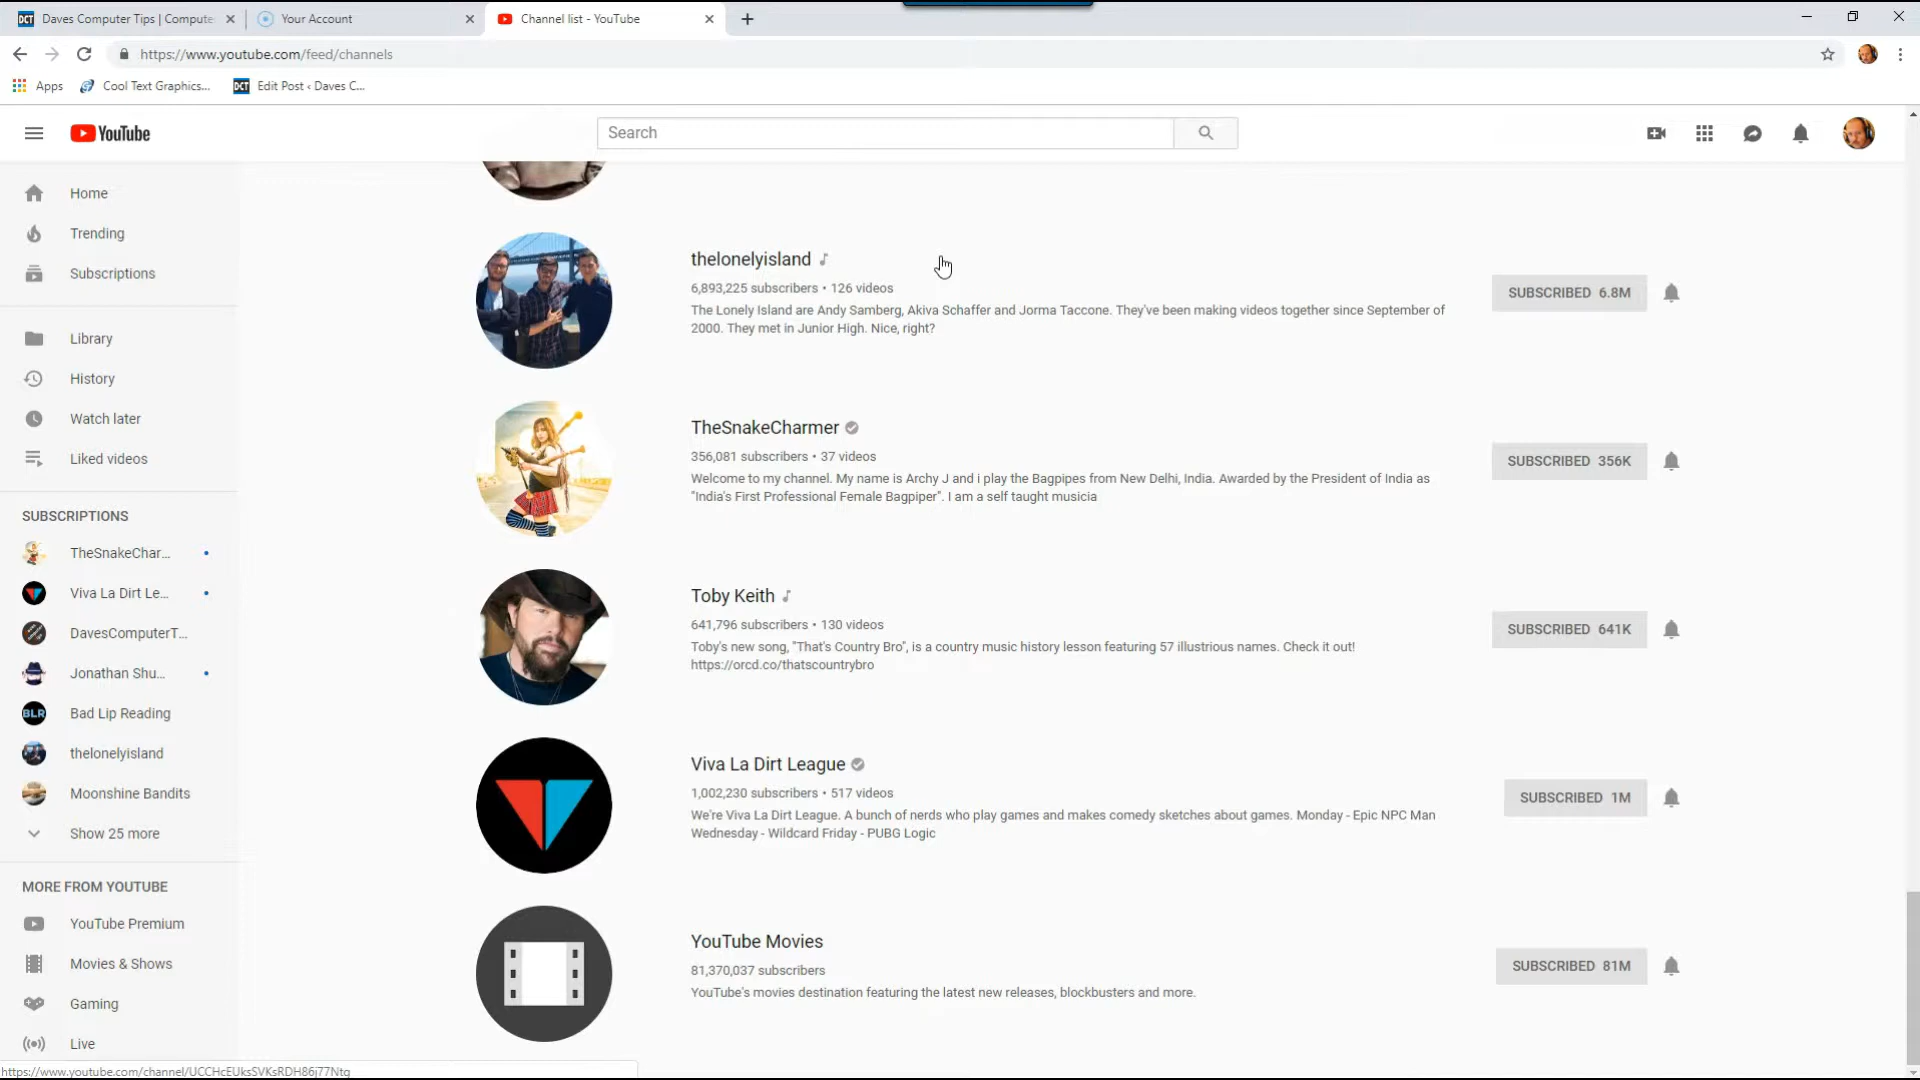 Daves Computer Tips | Compute
Your Account
Channel list - YouTube
https://www.youtube.com/feed/channels
Apps
Cool Text Graphics...
DCT
Edit Post ‹ Daves C...
YouTube
Search
Home
Trending
Subscriptions
Library
History
Watch later
Liked videos
SUBSCRIPTIONS
TheSnakeChar...
Viva La Dirt Le...
DavesComputerT...
Jonathan Shu...
BLR
Bad Lip Reading
thelonelyisland
Moonshine Bandits
Show 25 more
MORE FROM YOUTUBE
YouTube Premium
Movies & Shows
Gaming
Live
thelonelyisland
6,893,225 subscribers • 126 videos
The Lonely Island are Andy Samberg, Akiva Schaffer and Jorma Taccone. They've been making videos together since September of
2000. They met in Junior High. Nice, right?
SUBSCRIBED 6.8M
TheSnakeCharmer
356,081 subscribers • 37 videos
Welcome to my channel. My name is Archy J and i play the Bagpipes from New Delhi, India. Awarded by the President of India as
"India's First Professional Female Bagpiper". I am a self taught musicia
SUBSCRIBED 356K
Toby Keith
641,796 subscribers • 130 videos
Toby's new song, "That's Country Bro", is a country music history lesson featuring 57 illustrious names. Check it out!
https://orcd.co/thatscountrybro
SUBSCRIBED 641K
Viva La Dirt League
1,002,230 subscribers • 517 videos
We're Viva La Dirt League. A bunch of nerds who play games and makes comedy sketches about games. Monday - Epic NPC Man
Wednesday - Wildcard Friday - PUBG Logic
SUBSCRIBED 1M
YouTube Movies
81,370,037 subscribers
YouTube's movies destination featuring the latest new releases, blockbusters and more.
SUBSCRIBED 81M
https://www.youtube.com/channel/UCCHcEUksSVKsRDH86j77Ntg